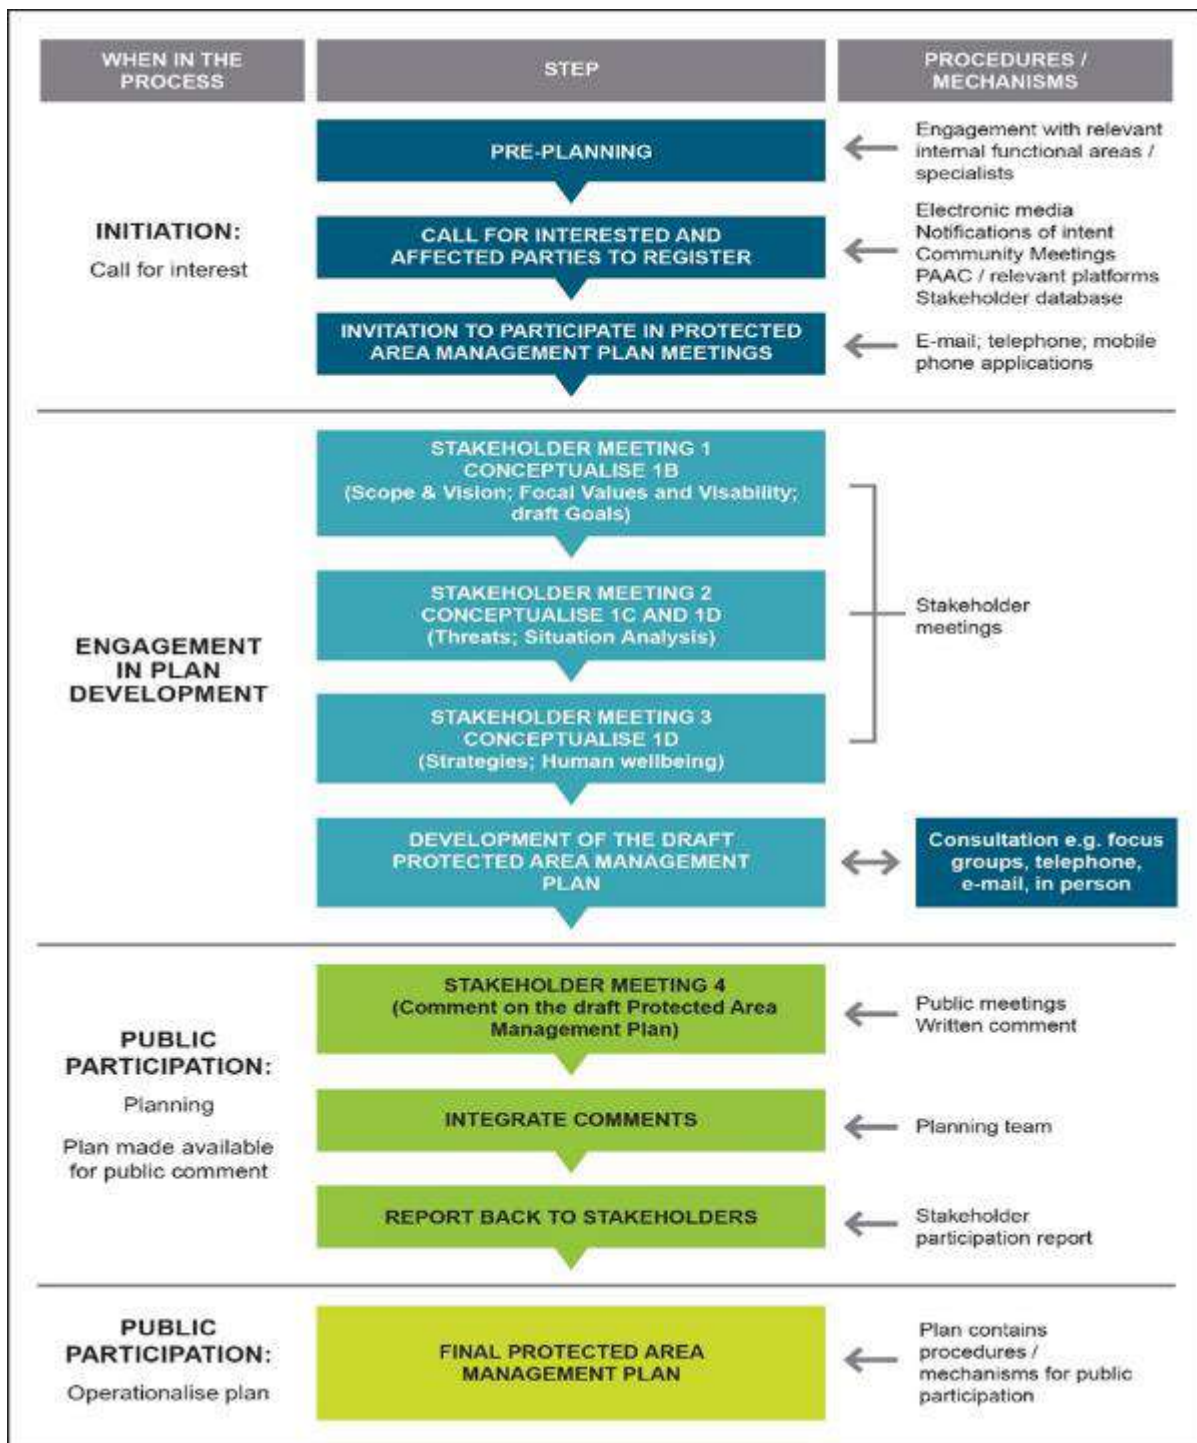 WHEN IN THE
PROCESS
STEP
PROCEDURES /
MECHANISMS
INITIATION:
Call for interest
PRE-PLANNING
Engagement with relevant
internal functional areas /
specialists
CALL FOR INTERESTED AND
AFFECTED PARTIES TO REGISTER
Electronic media
Notifications of intent
Community Meetings
PAAC / relevant platforms
Stakeholder database
INVITATION TO PARTICIPATE IN PROTECTED
AREA MANAGEMENT PLAN MEETINGS
E-mail; telephone; mobile
phone applications
ENGAGEMENT
IN PLAN
DEVELOPMENT
STAKEHOLDER MEETING 1
CONCEPTUALISE 1B
(Scope & Vision; Focal Values and Visability;
draft Goals)
STAKEHOLDER MEETING 2
CONCEPTUALISE 1C AND 1D
(Threats; Situation Analysis)
STAKEHOLDER MEETING 3
CONCEPTUALISE 1D
(Strategies; Human wellbeing)
Stakeholder
meetings
DEVELOPMENT OF THE DRAFT
PROTECTED AREA MANAGEMENT
PLAN
Consultation e.g. focus
groups, telephone,
e-mail, in person
PUBLIC
PARTICIPATION:
Planning
Plan made available
for public comment
STAKEHOLDER MEETING 4
(Comment on the draft Protected Area
Management Plan)
Public meetings
Written comment
INTEGRATE COMMENTS
Planning team
REPORT BACK TO STAKEHOLDERS
Stakeholder
participation report
PUBLIC
PARTICIPATION:
Operationalise plan
FINAL PROTECTED AREA
MANAGEMENT PLAN
Plan contains
procedures /
mechanisms for public
participation